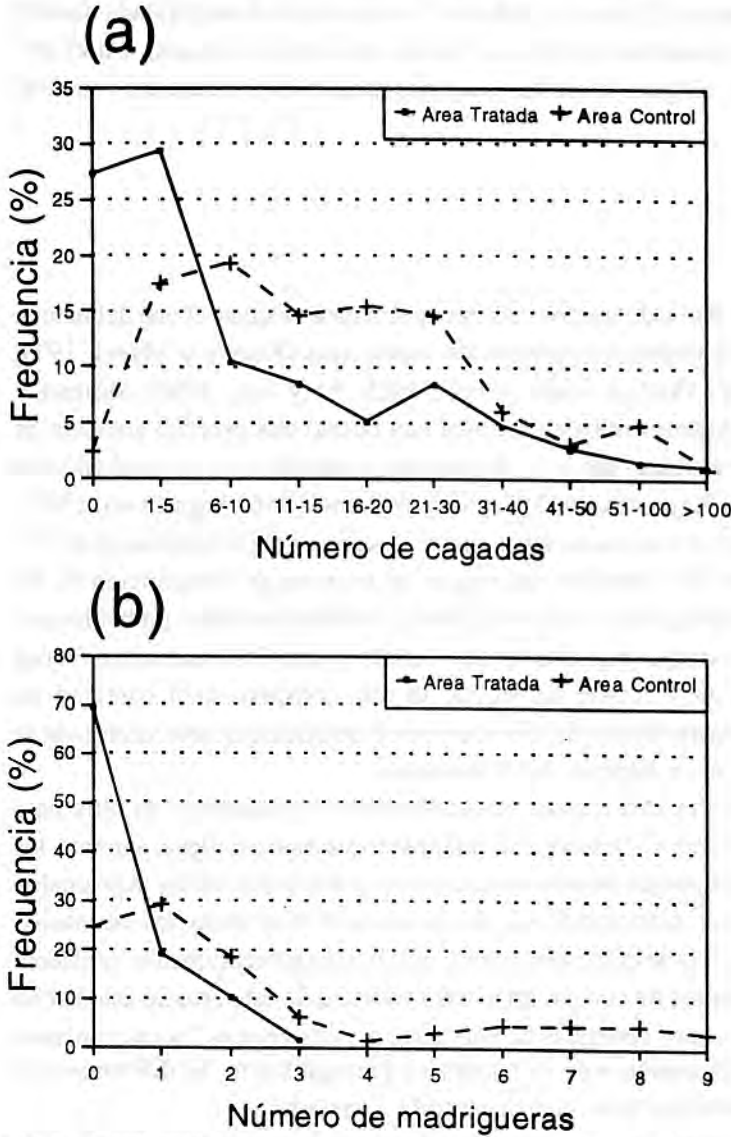 (a)
35
30
25
20
15
10
5
0
Frecuencia (%)
Area Tratada Area Control
0 1-5 6-10 11-15 16-20 21-30 31-40 41-50 51-100 >100
Número de cagadas
(b)
80
70
60
50
40
30
20
10
0
Frecuencia (%)
Area Tratada Area Control
0 1 2 3 4 5 6 7 8 9
Número de madrigueras